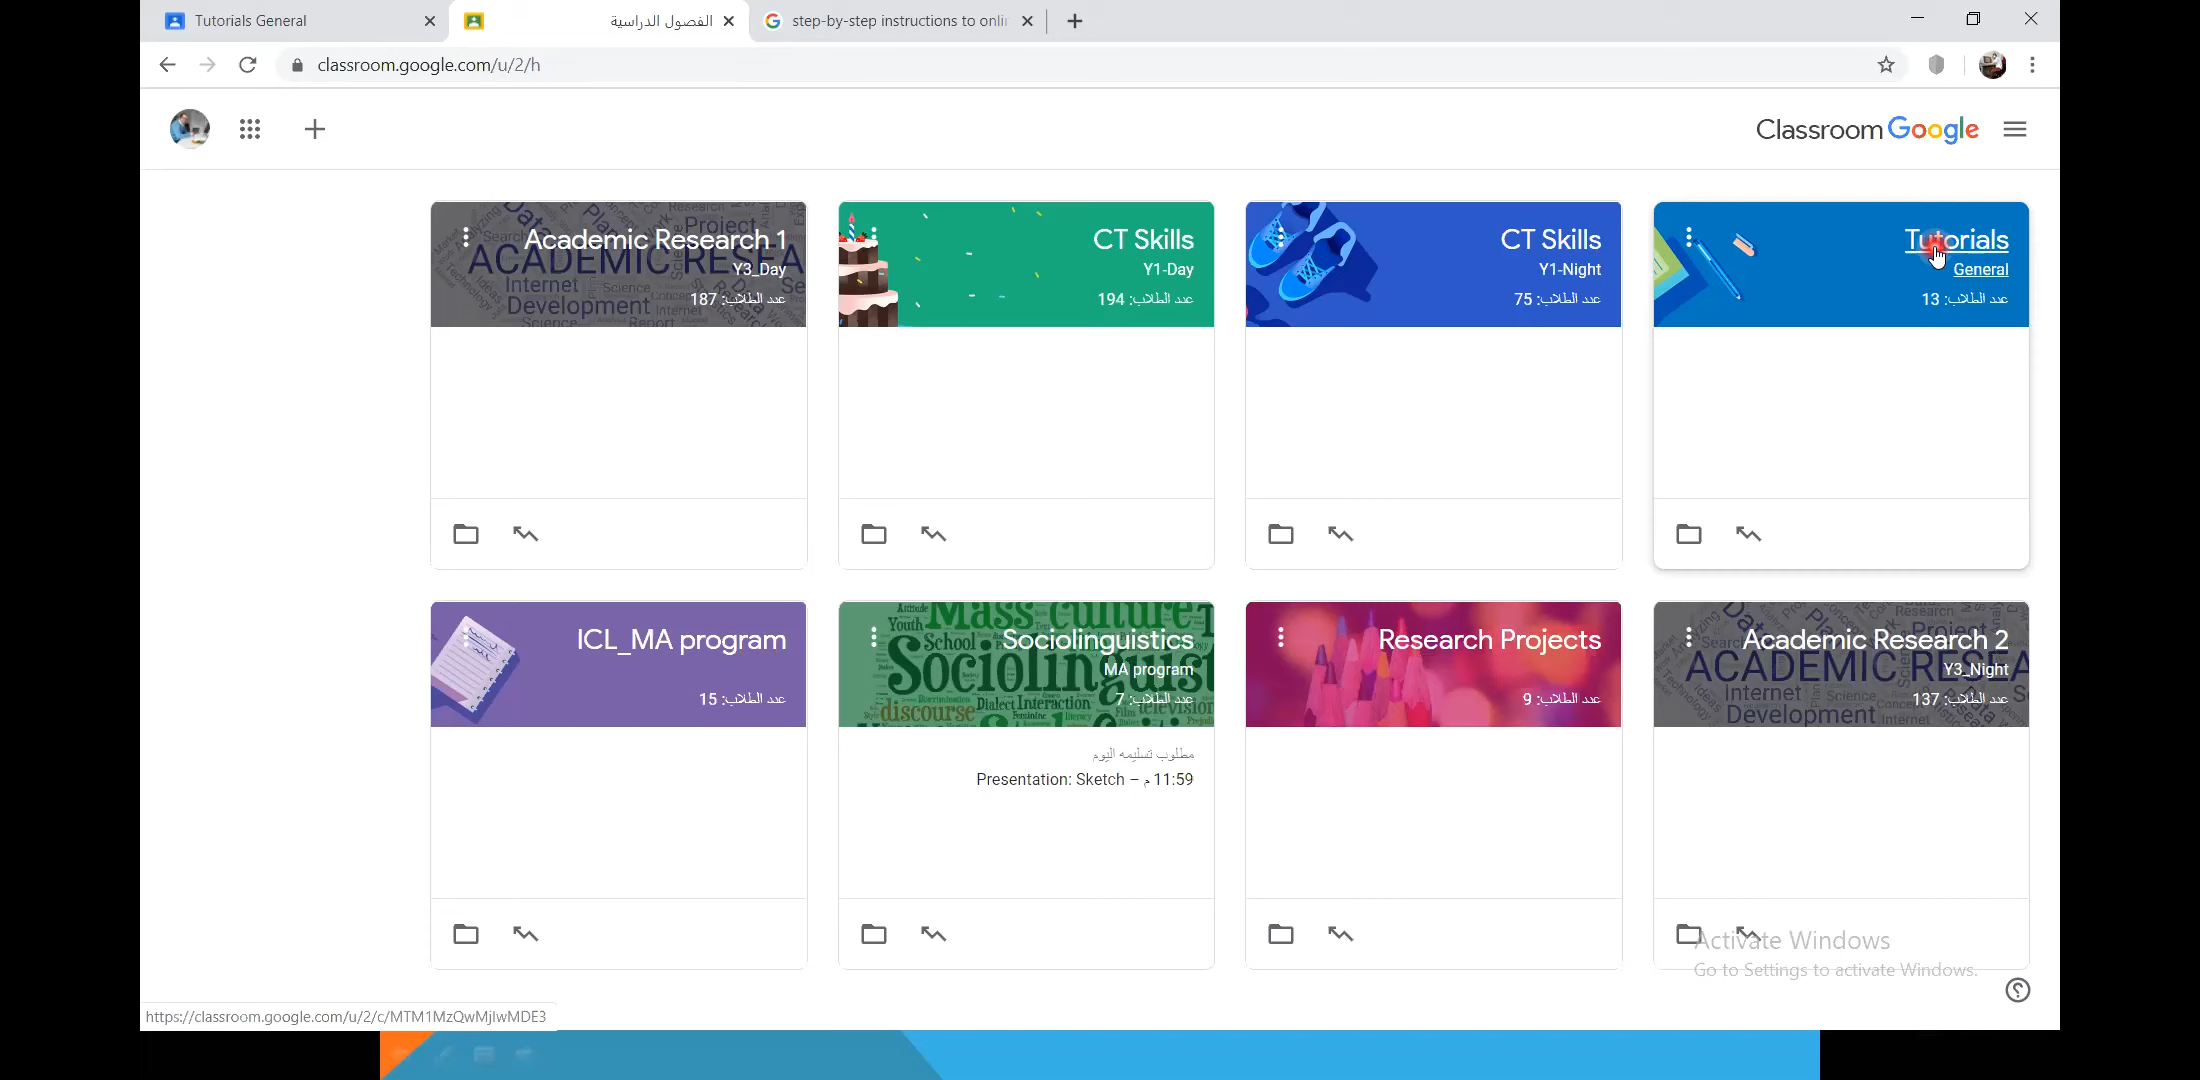 Tutorials General
الفصول الدراسية
step-by-step instructions to onli
classroom.google.com/u/2/h
Classroom Google
Tutorials
General
عدد الطلاب: 13
CT Skills
Y1-Night
عدد الطلاب: 75
CT Skills
Y1-Day
عدد الطلاب: 194
Academic Research 1
Y3_Day
عدد الطلاب: 187
Academic Research 2
Y3_Night
عدد الطلاب: 137
Research Projects
عدد الطلاب: 9
Sociolinguistics
MA program
عدد الطلاب: 7
مطلوب تسليمه اليوم
11:59 م – Presentation: Sketch
ICL_MA program
عدد الطلاب: 15
Activate Windows
Go to Settings to activate Windows.
https://classroom.google.com/u/2/c/MTM1MzQwMjIwMDE3